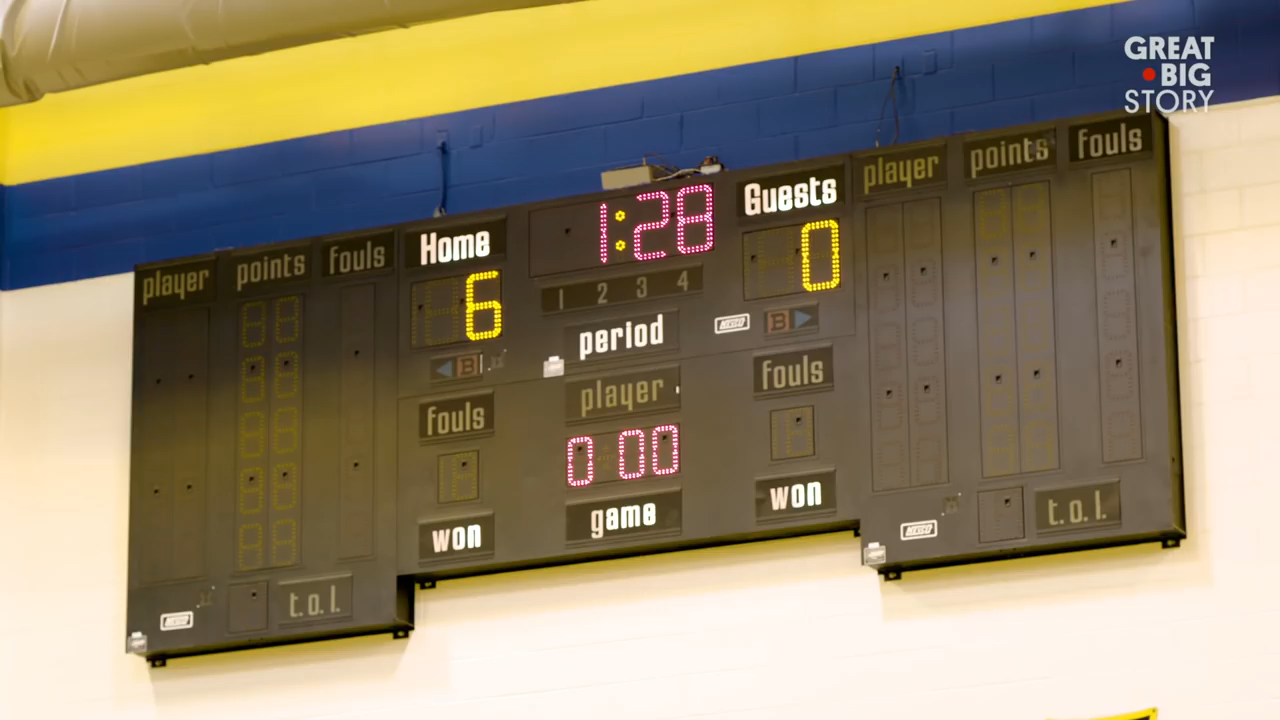 GREAT
BIG
STORY
player points fouls
Home
1:28
Guests
player points fouls
6
0
1 2 3 4
period
NEGO
B
B
fouls
player
fouls
0:00
won
game
won
t.o.l.
t.o.l.